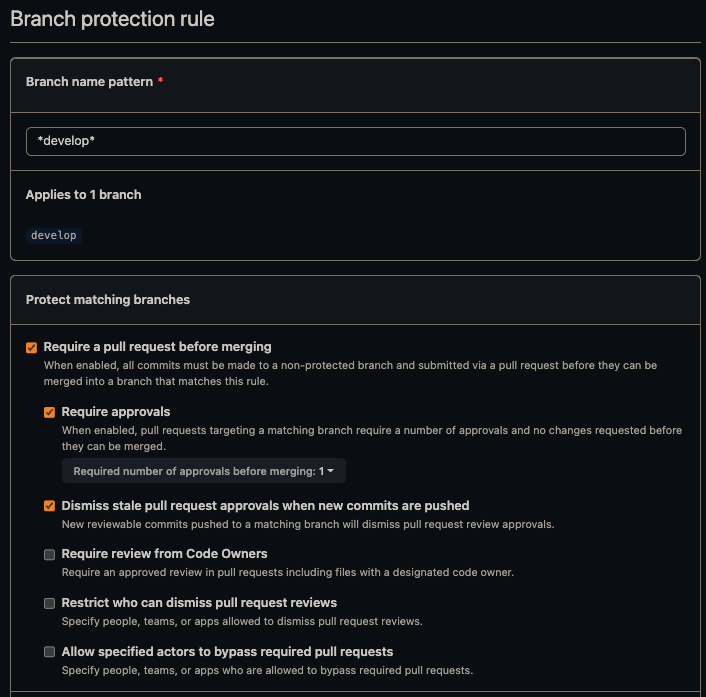 Branch protection rule
Branch name pattern *
*develop*
Applies to 1 branch
develop
Protect matching branches
Require a pull request before merging
When enabled, all commits must be made to a non-protected branch and submitted via a pull request before they can be
merged into a branch that matches this rule.
Require approvals
When enabled, pull requests targeting a matching branch require a number of approvals and no changes requested before
they can be merged.
Required number of approvals before merging: 1
Dismiss stale pull request approvals when new commits are pushed
New reviewable commits pushed to a matching branch will dismiss pull request review approvals.
Require review from Code Owners
Require an approved review in pull requests including files with a designated code owner.
Restrict who can dismiss pull request reviews
Specify people, teams, or apps allowed to dismiss pull request reviews.
Allow specified actors to bypass required pull requests
Specify people, teams, or apps who are allowed to bypass required pull requests.